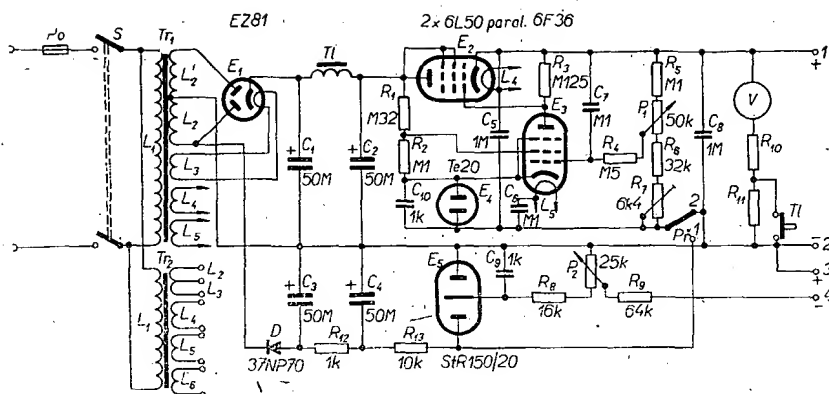 EZ81 2x 6L50 paral. 6F36
Po S Tr1 E1 Tl E2 1 +
L2' L4 R3 M125 C7 M1 R5 M1
R1 M32 E3 P1 50k V
L1 L2 C5 1M R4 M5 C8 1M
+ C1 50M + C2 50M R2 M1 Te20 R6 32k R10
L3 C10 1k E4 C6 M1 L5 R7 6k4 R11 Tl
L4 2
L5 Př 1 2
Tr2 E5 C9 1k P2 25k 3 +
L2 L3 + C3 50M + C4 50M R8 16k R9 64k 4 -
L1 L4
L5 D R12 R13
L6 37NP70 1k 10k StR150/20